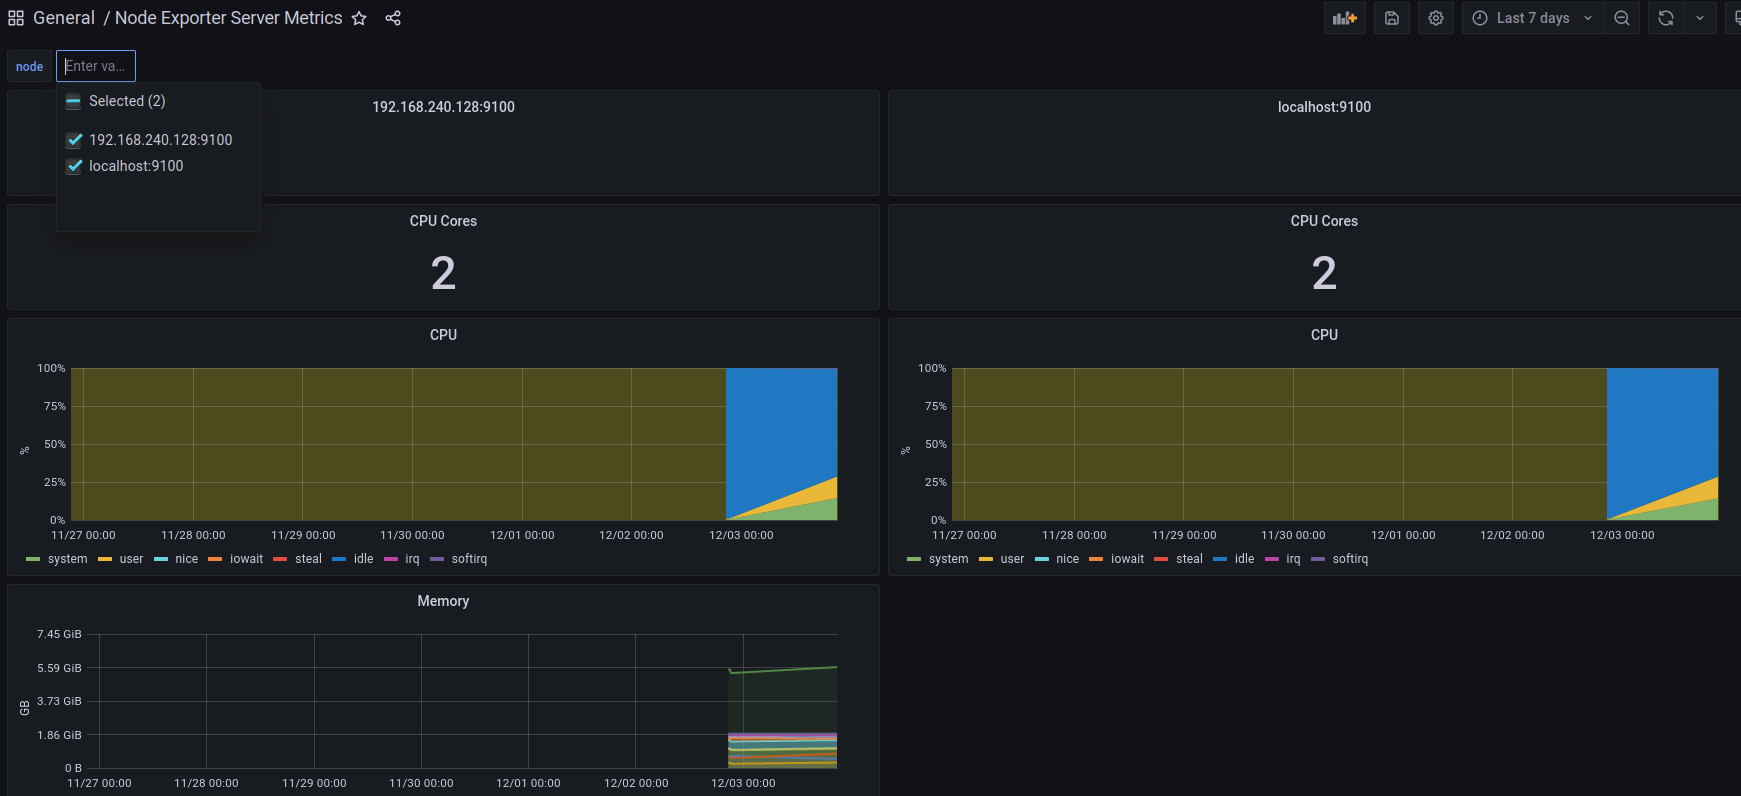 General / Node Exporter Server Metrics
Last 7 days
node
Enter va...
Selected (2)
192.168.240.128:9100
localhost:9100
192.168.240.128:9100
localhost:9100
CPU Cores
2
CPU Cores
2
CPU
100%
75%
50%
25%
0%
%
11/27 00:00 11/28 00:00 11/29 00:00 11/30 00:00 12/01 00:00 12/02 00:00 12/03 00:00
system user nice iowait steal idle irq softirq
CPU
100%
75%
50%
25%
0%
%
11/27 00:00 11/28 00:00 11/29 00:00 11/30 00:00 12/01 00:00 12/02 00:00 12/03 00:00
system user nice iowait steal idle irq softirq
Memory
7.45 GiB
5.59 GiB
3.73 GiB
1.86 GiB
0 B
GB
11/27 00:00 11/28 00:00 11/29 00:00 11/30 00:00 12/01 00:00 12/02 00:00 12/03 00:00